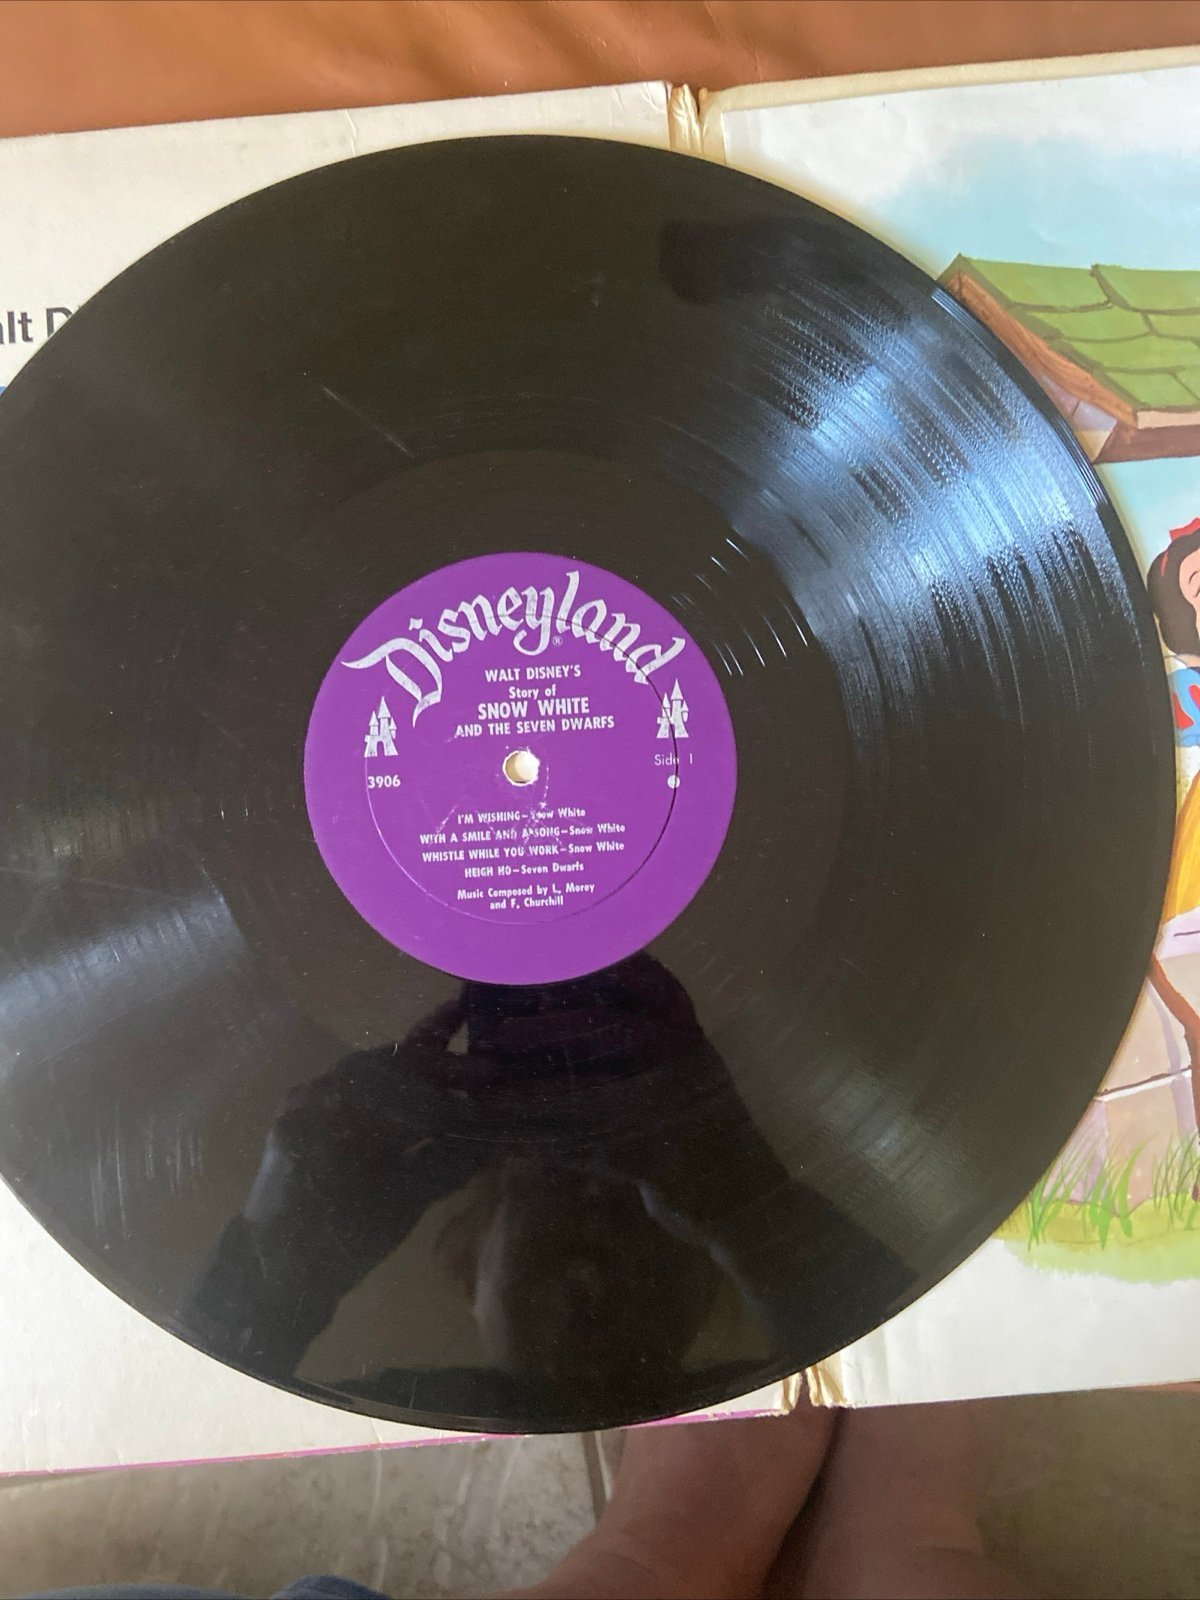 alt D
Disneyland
®
WALT DISNEY'S
Story of
SNOW WHITE
AND THE SEVEN DWARFS
3906
Side 1
I'M WISHING—Snow White
WITH A SMILE AND A SONG—Snow White
WHISTLE WHILE YOU WORK—Snow White
HEIGH HO—Seven Dwarfs
Music Composed by L. Morey
and F. Churchill